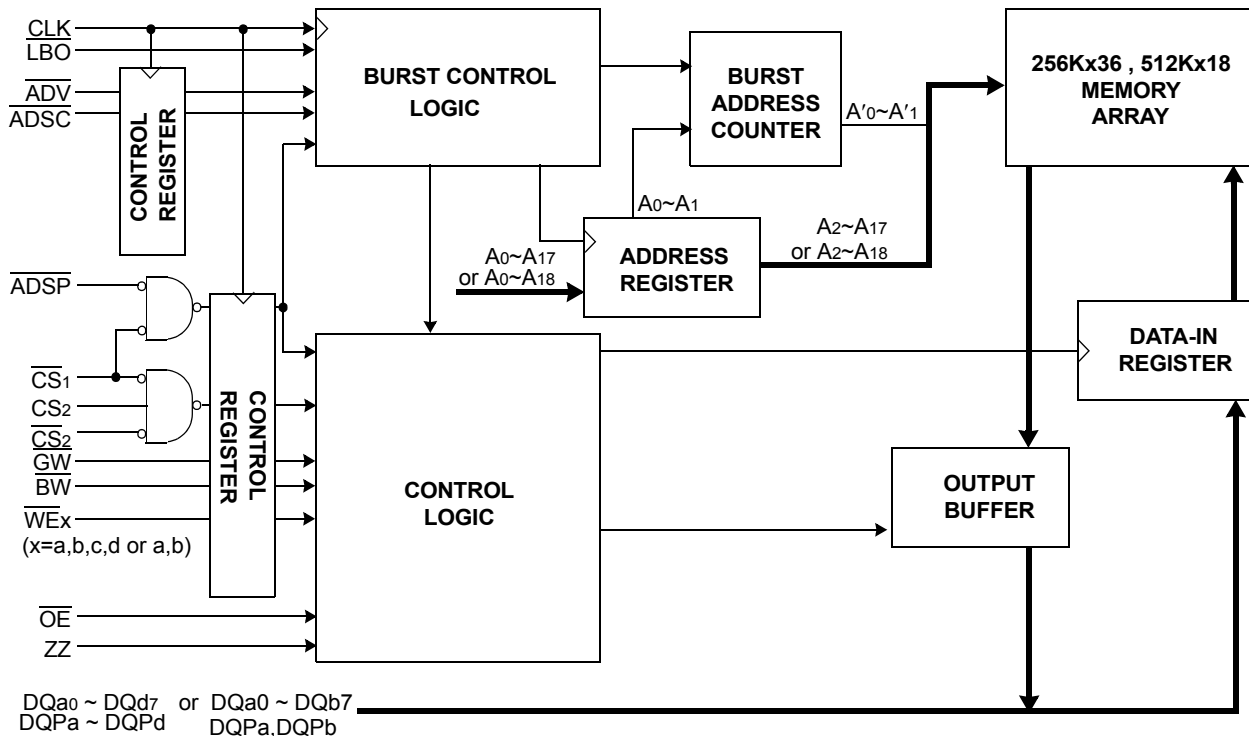 CLK
LBO
ADV
ADSC
CONTROL
REGISTER
BURST CONTROL
LOGIC
BURST
ADDRESS
COUNTER
A′0~A′1
256Kx36 , 512Kx18
MEMORY
ARRAY
A0~A1
A0~A17
or A0~A18
ADDRESS
REGISTER
A2~A17
or A2~A18
ADSP
CS1
CS2
CS2
GW
BW
WEx
(x=a,b,c,d or a,b)
CONTROL
REGISTER
CONTROL
LOGIC
DATA-IN
REGISTER
OUTPUT
BUFFER
OE
ZZ
DQa0 ~ DQd7 or DQa0 ~ DQb7
DQPa ~ DQPd DQPa,DQPb